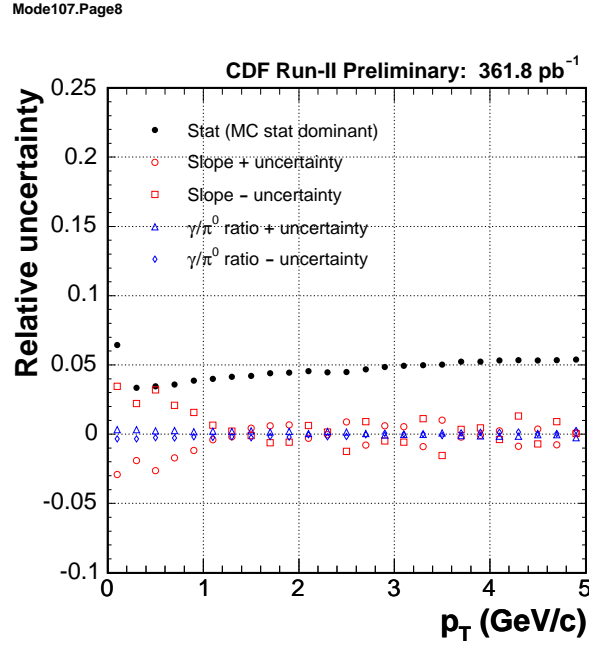 Mode107.Page8
CDF Run-II Preliminary: 361.8 pb⁻¹
Relative uncertainty
0.25
0.2
0.15
0.1
0.05
0
-0.05
-0.1
Stat (MC stat dominant)
Slope + uncertainty
Slope − uncertainty
γ/π⁰ ratio + uncertainty
γ/π⁰ ratio − uncertainty
0 1 2 3 4 5
p_T (GeV/c)